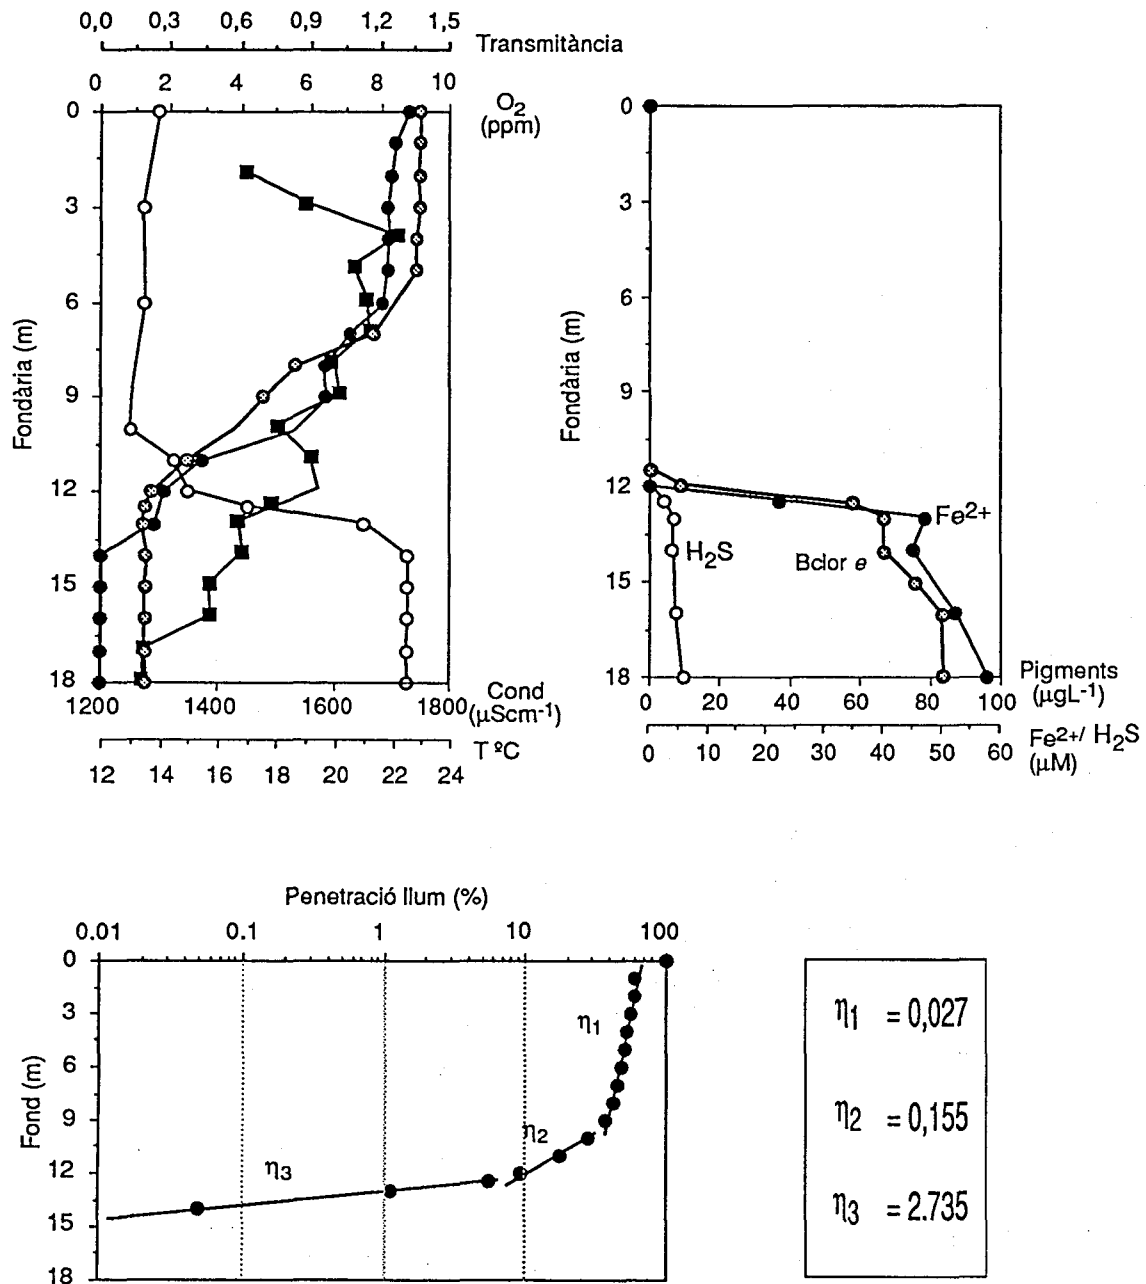 0,0 0,3 0,6 0,9 1,2 1,5
Transmitància
0 2 4 6 8 10
O2
(ppm)
0
3
6
9
12
15
18
Fondària (m)
1200 1400 1600 1800
Cond
(µScm-1)
T ºC
12 14 16 18 20 22 24
0
3
6
9
12
15
18
Fondària (m)
Fe2+
H2S
Bclor e
0 20 40 60 80 100
Pigments
(µgL-1)
0 10 20 30 40 50 60
Fe2+/ H2S
(µM)
Penetració llum (%)
0.01 0.1 1 10 100
0
3
6
9
12
15
18
Fond (m)
η1
η2
η3
η1 = 0,027
η2 = 0,155
η3 = 2.735